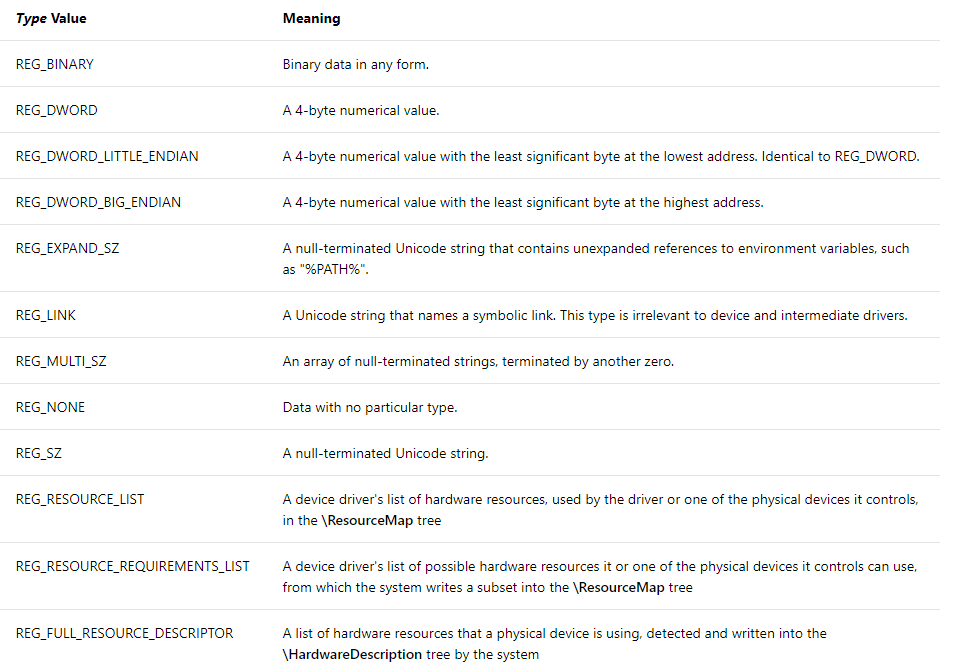 Type Value Meaning
REG_BINARY Binary data in any form.
REG_DWORD A 4-byte numerical value.
REG_DWORD_LITTLE_ENDIAN A 4-byte numerical value with the least significant byte at the lowest address. Identical to REG_DWORD.
REG_DWORD_BIG_ENDIAN A 4-byte numerical value with the least significant byte at the highest address.
REG_EXPAND_SZ A null-terminated Unicode string that contains unexpanded references to environment variables, such
as "%PATH%".
REG_LINK A Unicode string that names a symbolic link. This type is irrelevant to device and intermediate drivers.
REG_MULTI_SZ An array of null-terminated strings, terminated by another zero.
REG_NONE Data with no particular type.
REG_SZ A null-terminated Unicode string.
REG_RESOURCE_LIST A device driver's list of hardware resources, used by the driver or one of the physical devices it controls,
in the \ResourceMap tree
REG_RESOURCE_REQUIREMENTS_LIST A device driver's list of possible hardware resources it or one of the physical devices it controls can use,
from which the system writes a subset into the \ResourceMap tree
REG_FULL_RESOURCE_DESCRIPTOR A list of hardware resources that a physical device is using, detected and written into the
\HardwareDescription tree by the system